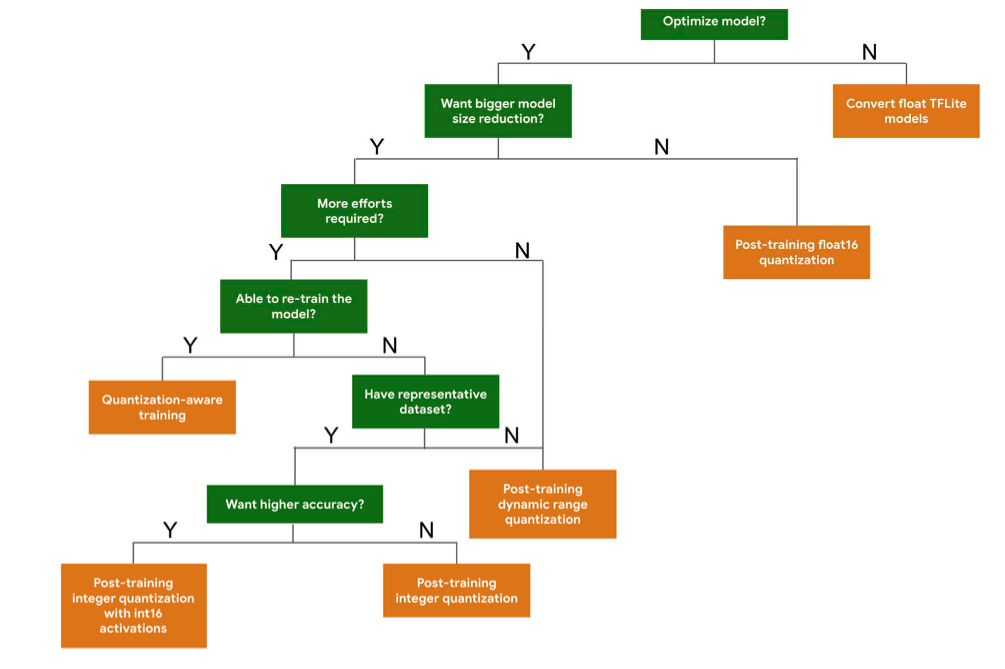 Optimize model?
Y
N
Want bigger model
size reduction?
Convert float TFLite
models
Y
N
More efforts
required?
Post-training float16
quantization
Y
N
Able to re-train the
model?
Y
N
Quantization-aware
training
Have representative
dataset?
Y
N
Want higher accuracy?
Post-training
dynamic range
quantization
Y
N
Post-training
integer quantization
with int16
activations
Post-training
integer quantization